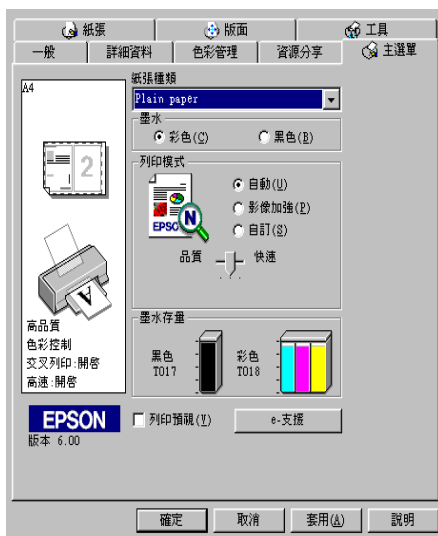 紙張 版面 工具
一般 詳細資料 色彩管理 資源分享 主選單
A4
2
紙張種類
Plain paper
墨水
彩色(C) 黑色(B)
列印模式
EPSON
N
自動(U)
影像加強(P)
自訂(S)
品質 快速
高品質
色彩控制
交叉列印:開啓
高速:開啓
墨水存量
黑色 T017
彩色 T018
EPSON
版本 6.00
列印預視(Y) e-支援
確定 取消 套用(A) 說明